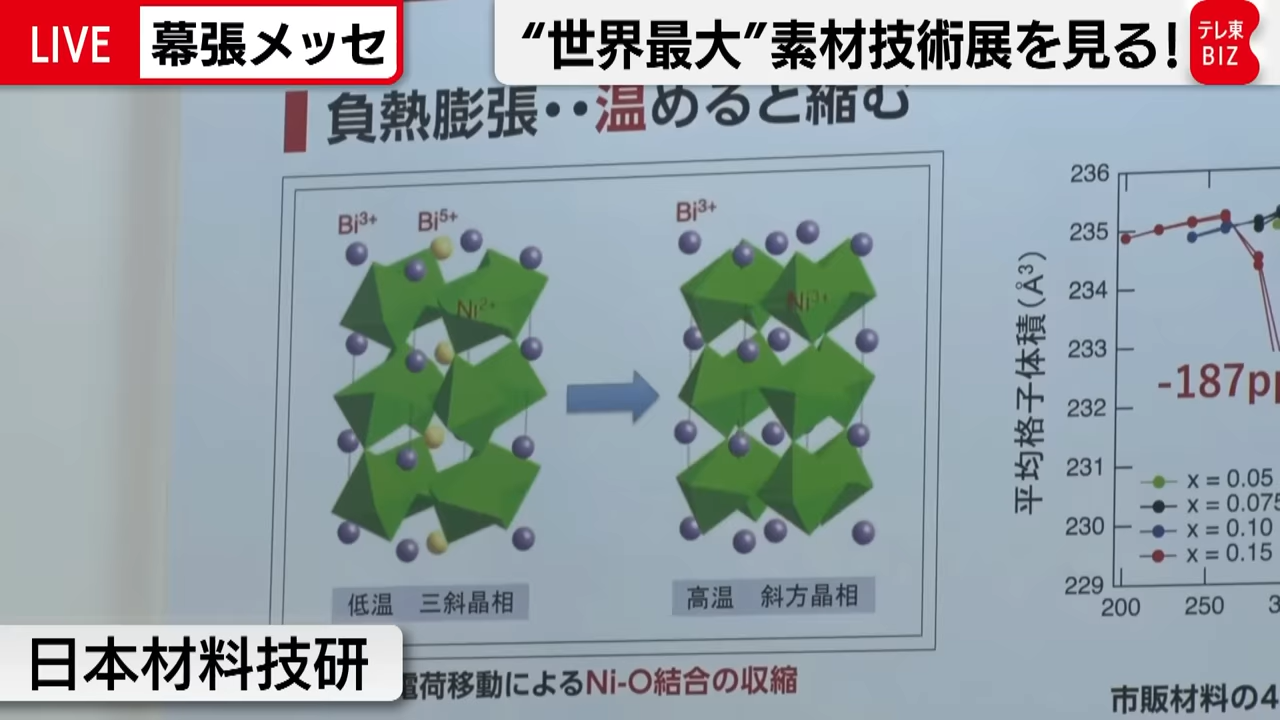 LIVE 幕張メッセ
“世界最大”素材技術展を見る!
テレ東
BIZ
負熱膨張・・温めると縮む
Bi3+ Bi5+
Ni2+
低温 三斜晶相
Bi3+
Ni3+
高温 斜方晶相
電荷移動によるNi-O結合の収縮
平均格子体積(Å3)
236
235
234
233
232
231
230
229
200 250
-187pp
x = 0.05
x = 0.075
x = 0.10
x = 0.15
市販材料の4
日本材料技研